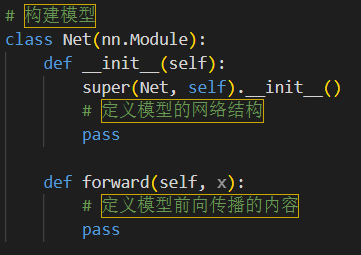 # 构建模型
class Net(nn.Module):
    def __init__(self):
        super(Net, self).__init__()
        # 定义模型的网络结构
        pass

    def forward(self, x):
        # 定义模型前向传播的内容
        pass